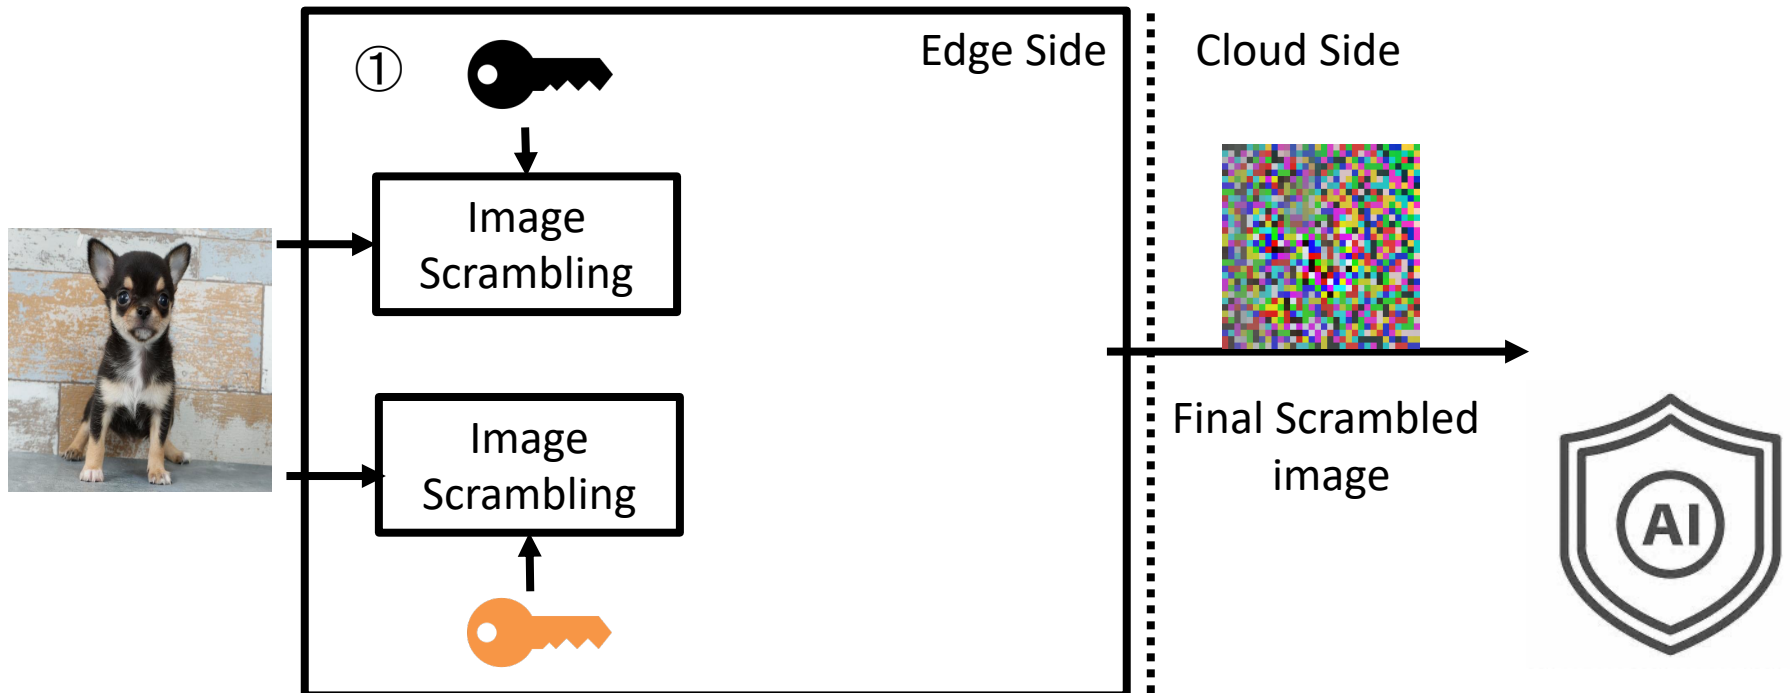 ①
Edge Side
Cloud Side
Image
Scrambling
Image
Scrambling
Final Scrambled
image
AI